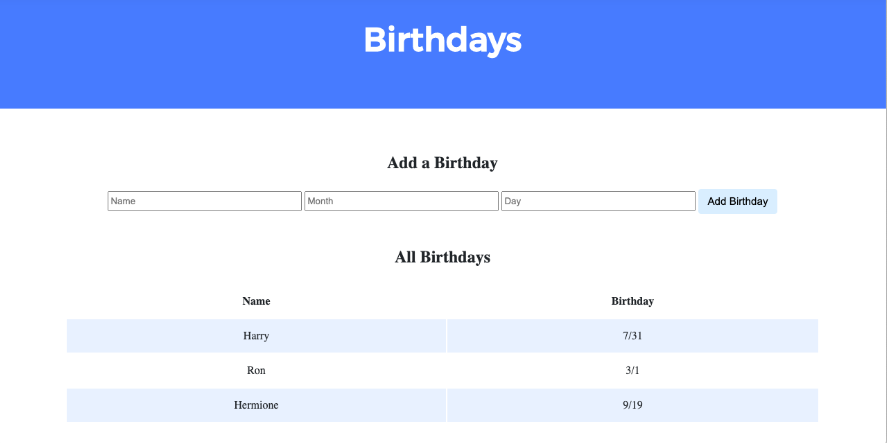 Birthdays
Add a Birthday
Name Month Day Add Birthday
All Birthdays
Name Birthday
Harry 7/31
Ron 3/1
Hermione 9/19